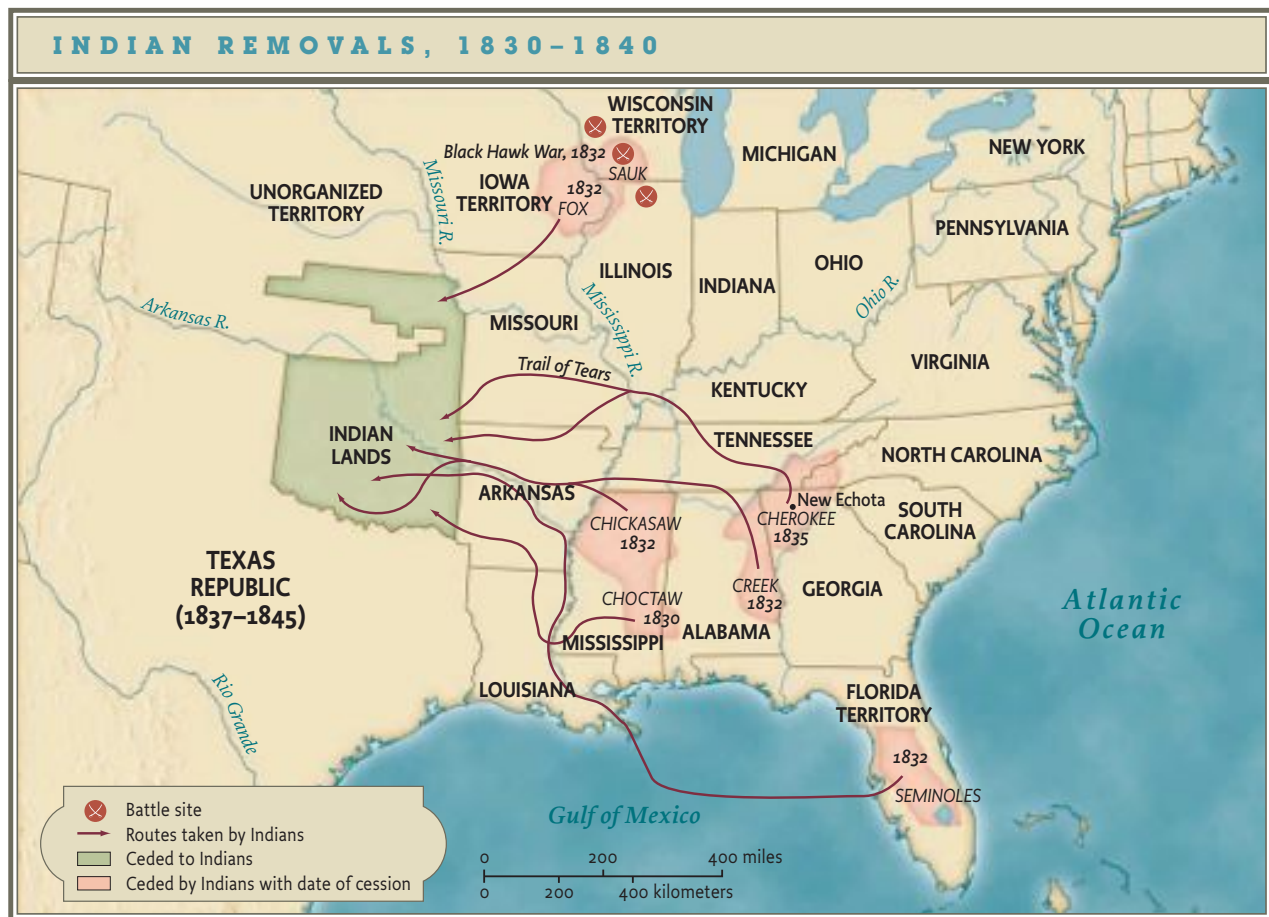 INDIAN REMOVALS, 1830–1840
WISCONSIN
TERRITORY
Black Hawk War, 1832
SAUK
MICHIGAN
NEW YORK
UNORGANIZED
TERRITORY
Missouri R.
IOWA
TERRITORY
1832
FOX
PENNSYLVANIA
ILLINOIS
INDIANA
OHIO
Ohio R.
Arkansas R.
MISSOURI
Mississippi R.
VIRGINIA
Trail of Tears
KENTUCKY
INDIAN
LANDS
TENNESSEE
NORTH CAROLINA
ARKANSAS
New Echota
CHEROKEE
1835
SOUTH
CAROLINA
CHICKASAW
1832
TEXAS
REPUBLIC
(1837–1845)
CREEK
1832
GEORGIA
CHOCTAW
1830
MISSISSIPPI
ALABAMA
Atlantic
Ocean
LOUISIANA
Rio Grande
FLORIDA
TERRITORY
1832
SEMINOLES
Gulf of Mexico
Battle site
Routes taken by Indians
Ceded to Indians
Ceded by Indians with date of cession
0 200 400 miles
0 200 400 kilometers